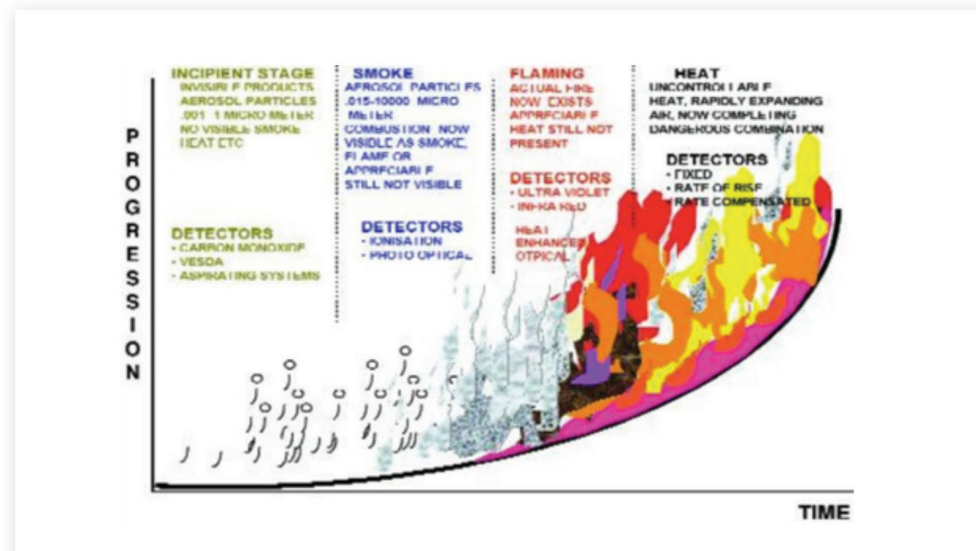 PROGRESSION
INCIPIENT STAGE
INVISIBLE PRODUCTS
AEROSOL PARTICLES
.001 1 MICRO METER
NO VISIBLE SMOKE
HEAT ETC
DETECTORS
- CARBON MONOXIDE
- VESDA
- ASPIRATING SYSTEMS
SMOKE
AEROSOL PARTICLES
.015-10000 MICRO
METER
COMBUSTION NOW
VISIBLE AS SMOKE,
FLAME OR
APPRECIABLE
STILL NOT VISIBLE
DETECTORS
- IONISATION
- PHOTO OPTICAL
FLAMING
ACTUAL FIRE
NOW EXISTS
APPRECIABLE
HEAT STILL NOT
PRESENT
DETECTORS
- ULTRA VIOLET
- INFRA RED
HEAT
ENHANCED
OTPICAL
HEAT
UNCONTROLLABLE
HEAT, RAPIDLY EXPANDING
AIR, NOW COMPLETING
DANGEROUS COMBINATION
DETECTORS
- FIXED
- RATE OF RISE
- RATE COMPENSATED
TIME